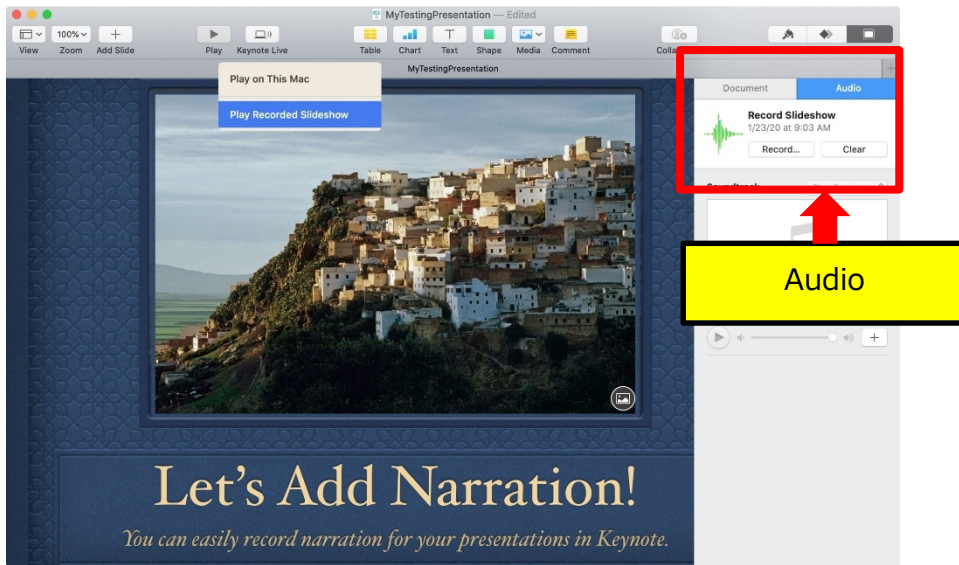 MyTestingPresentation — Edited
100%
View Zoom Add Slide Play Keynote Live Table Chart Text Shape Media Comment
MyTestingPresentation
Play on This Mac
Play Recorded Slideshow
Document Audio
Record Slideshow
1/23/20 at 9:03 AM
Record... Clear
Audio
Let's Add Narration!
You can easily record narration for your presentations in Keynote.